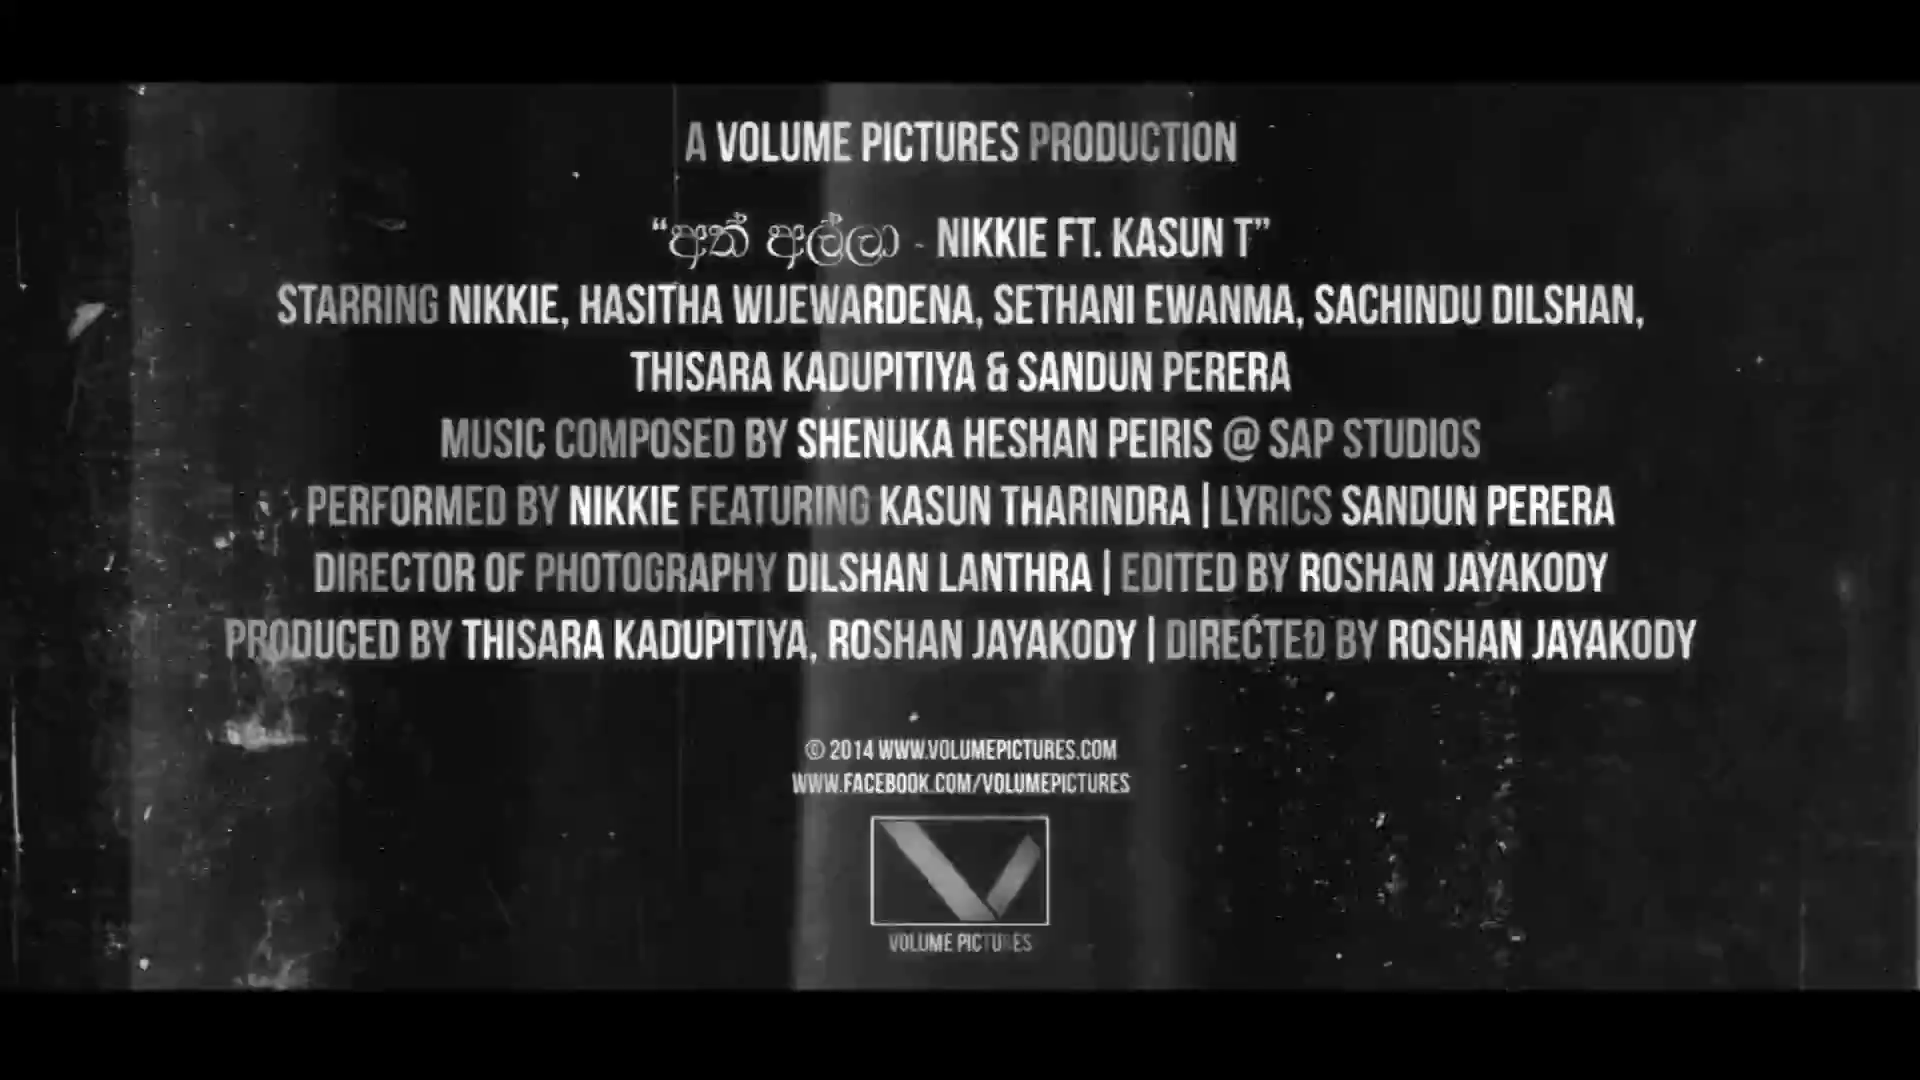 A VOLUME PICTURES PRODUCTION
“අත් අල්ලා - NIKKIE FT. KASUN T”
STARRING NIKKIE, HASITHA WIJEWARDENA, SETHANI EWANMA, SACHINDU DILSHAN,
THISARA KADUPITIYA & SANDUN PERERA
MUSIC COMPOSED BY SHENUKA HESHAN PEIRIS @ SAP STUDIOS
PERFORMED BY NIKKIE FEATURING KASUN THARINDRA | LYRICS SANDUN PERERA
DIRECTOR OF PHOTOGRAPHY DILSHAN LANTHRA | EDITED BY ROSHAN JAYAKODY
PRODUCED BY THISARA KADUPITIYA, ROSHAN JAYAKODY | DIRECTED BY ROSHAN JAYAKODY
© 2014 WWW.VOLUMEPICTURES.COM
WWW.FACEBOOK.COM/VOLUMEPICTURES
VOLUME PICTURES